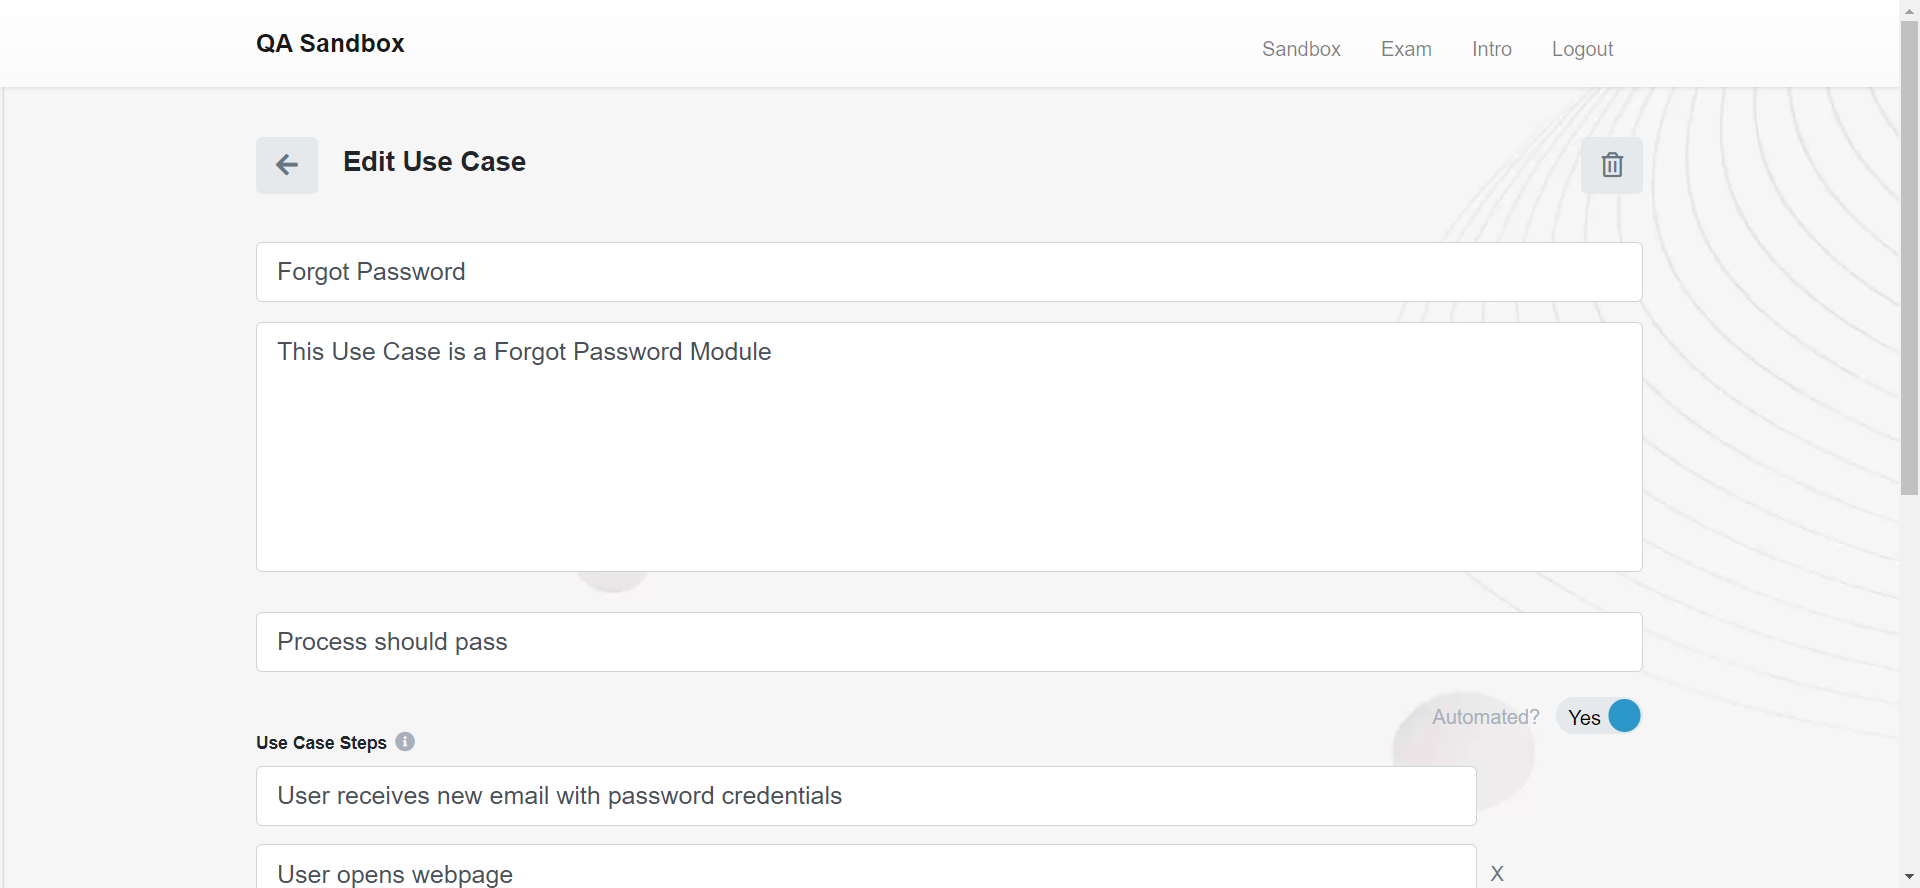 QA Sandbox
Sandbox Exam Intro Logout
Edit Use Case
Forgot Password
This Use Case is a Forgot Password Module
Process should pass
Automated? Yes
Use Case Steps
User receives new email with password credentials
User opens webpage X